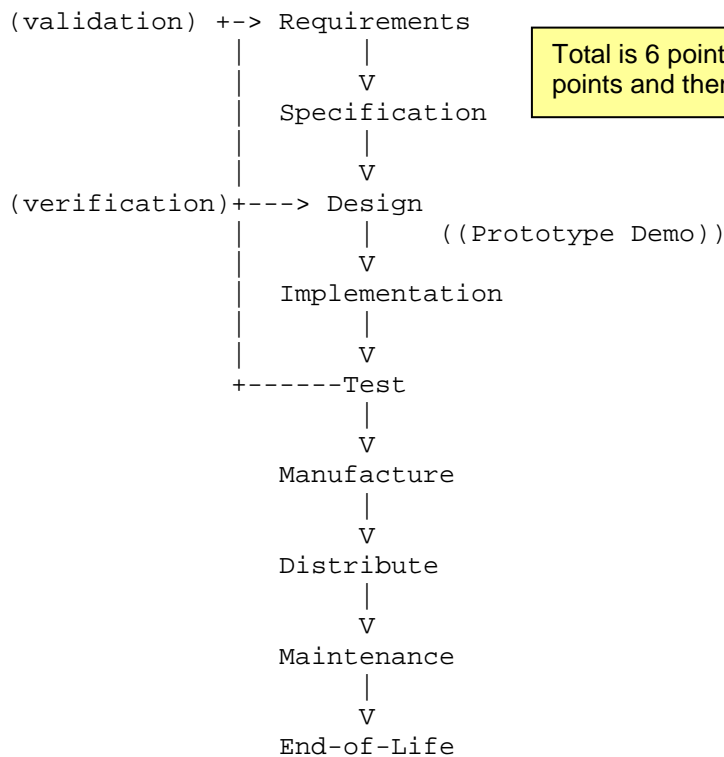 (validation) +-> Requirements
Total is 6 point
points and then
Specification
(verification)+---> Design
((Prototype Demo))
Implementation
+------Test
Manufacture
Distribute
Maintenance
End-of-Life